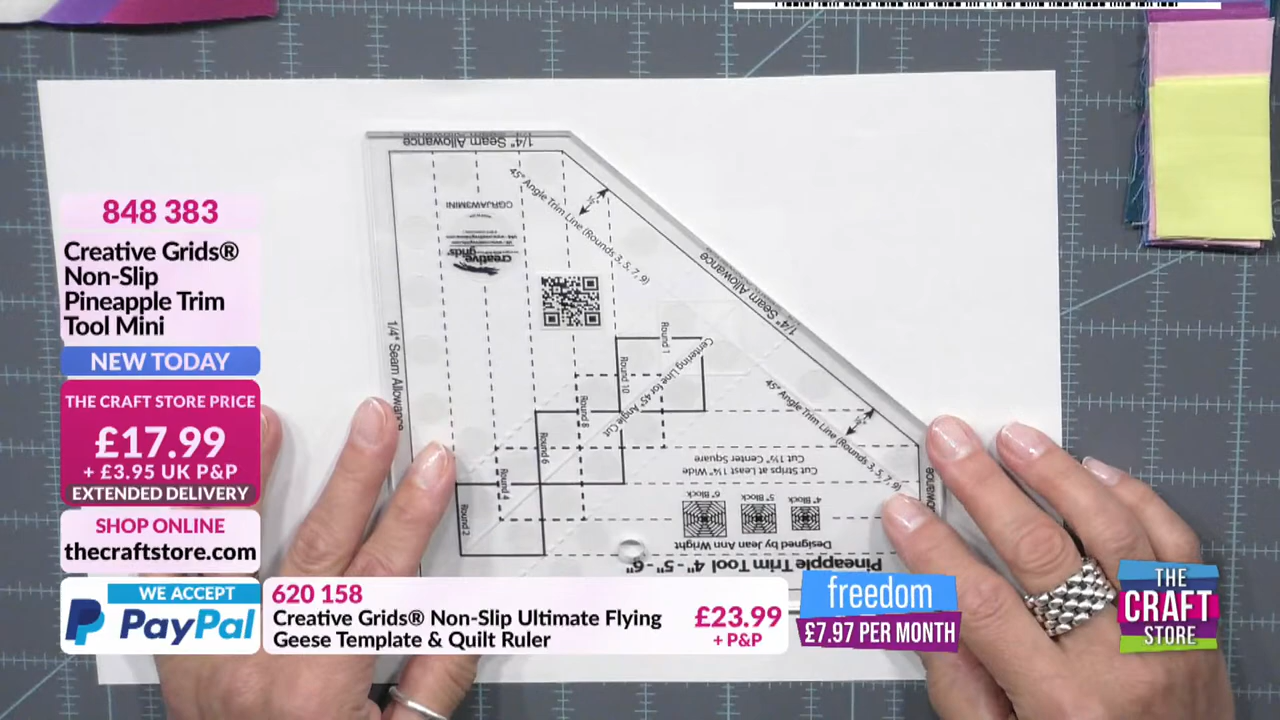 848 383
Creative Grids®
Non-Slip
Pineapple Trim
Tool Mini
NEW TODAY
THE CRAFT STORE PRICE
£17.99
+ £3.95 UK P&P
EXTENDED DELIVERY
SHOP ONLINE
thecraftstore.com
WE ACCEPT
PayPal
620 158
Creative Grids® Non-Slip Ultimate Flying
Geese Template & Quilt Ruler
£23.99
+ P&P
freedom
£7.97 PER MONTH
THE
CRAFT
STORE
1/4" Seam Allowance
45° Angle Trim Line (Rounds 3, 5, 7, 9)
CGRJAW3MINI
creative
grids
1/4" Seam Allowance
1/4" Seam Allowance
Round 1
Centering Line for 45° Angle Cut
Round 10
Round 8
Round 6
Round 4
Round 2
45° Angle Trim Line (Rounds 3, 5, 7, 9)
Cut 1½" Center Square
Cut Strips at Least 1¼" Wide
6" Block
5" Block
4" Block
Designed by Jean Ann Wright
Pineapple Trim Tool 4" - 5" - 6"